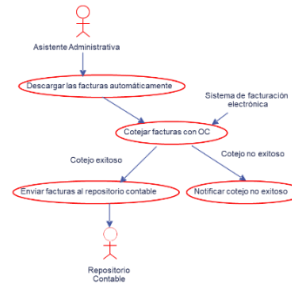 Asistente Administrativa
Descargar las facturas automáticamente
Sistema de facturación
electrónica
Cotejar facturas con OC
Cotejo exitoso
Cotejo no exitoso
Enviar facturas al repositorio contable
Notificar cotejo no exitoso
Repositorio
Contable